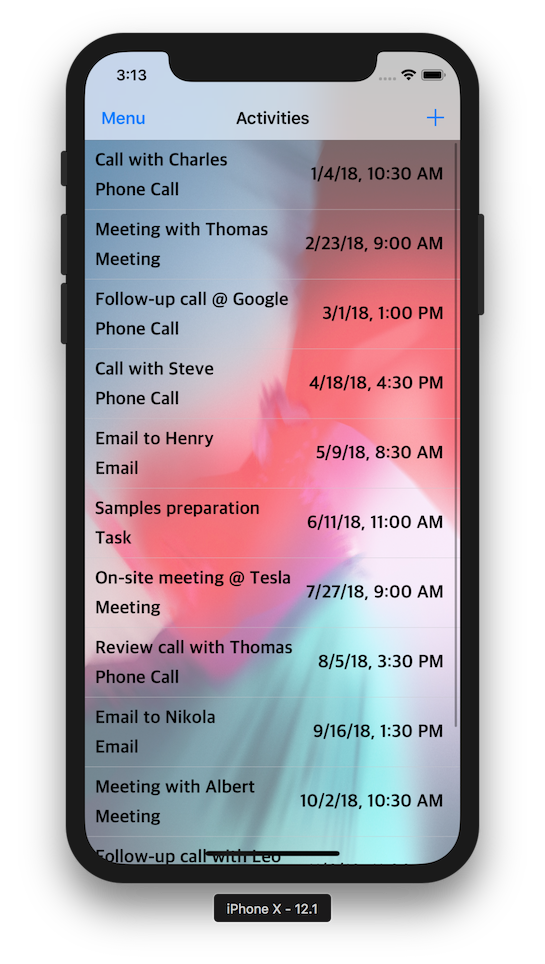 3:13
Menu Activities +
Call with Charles
Phone Call
1/4/18, 10:30 AM
Meeting with Thomas
Meeting
2/23/18, 9:00 AM
Follow-up call @ Google
Phone Call
3/1/18, 1:00 PM
Call with Steve
Phone Call
4/18/18, 4:30 PM
Email to Henry
Email
5/9/18, 8:30 AM
Samples preparation
Task
6/11/18, 11:00 AM
On-site meeting @ Tesla
Meeting
7/27/18, 9:00 AM
Review call with Thomas
Phone Call
8/5/18, 3:30 PM
Email to Nikola
Email
9/16/18, 1:30 PM
Meeting with Albert
Meeting
10/2/18, 10:30 AM
Follow-up call with Leo
iPhone X - 12.1